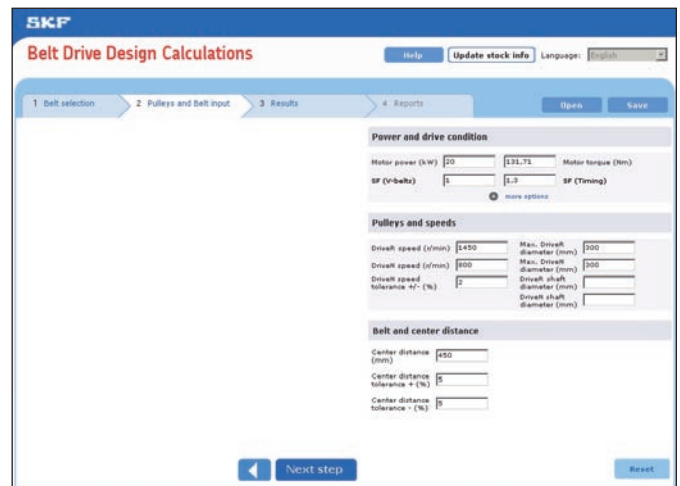 SKF
Belt Drive Design Calculations
Help Update stock info Language: English
1 Belt selection 2 Pulleys and Belt input 3 Results 4 Reports Open Save
Power and drive condition
Motor power (kW) 20 131,71 Motor torque (Nm)
SF (V-belts) 1 1,3 SF (Timing)
more options
Pulleys and speeds
DriveR speed (r/min) 1450 Max. DriveR diameter (mm) 300
DriveN speed (r/min) 800 Max. DriveN diameter (mm) 300
DriveN speed tolerance +/- (%) 2 DriveR shaft diameter (mm)
DriveN shaft diameter (mm)
Belt and center distance
Center distance (mm) 450
Center distance tolerance + (%) 5
Center distance tolerance - (%) 5
Next step Reset